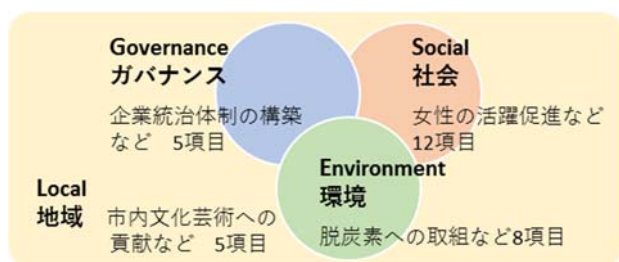 Governance
ガバナンス
企業統治体制の構築
など　5項目
Social
社会
女性の活躍促進など
12項目
Environment
環境
脱炭素への取組など8項目
Local
地域
市内文化芸術への
貢献など　5項目